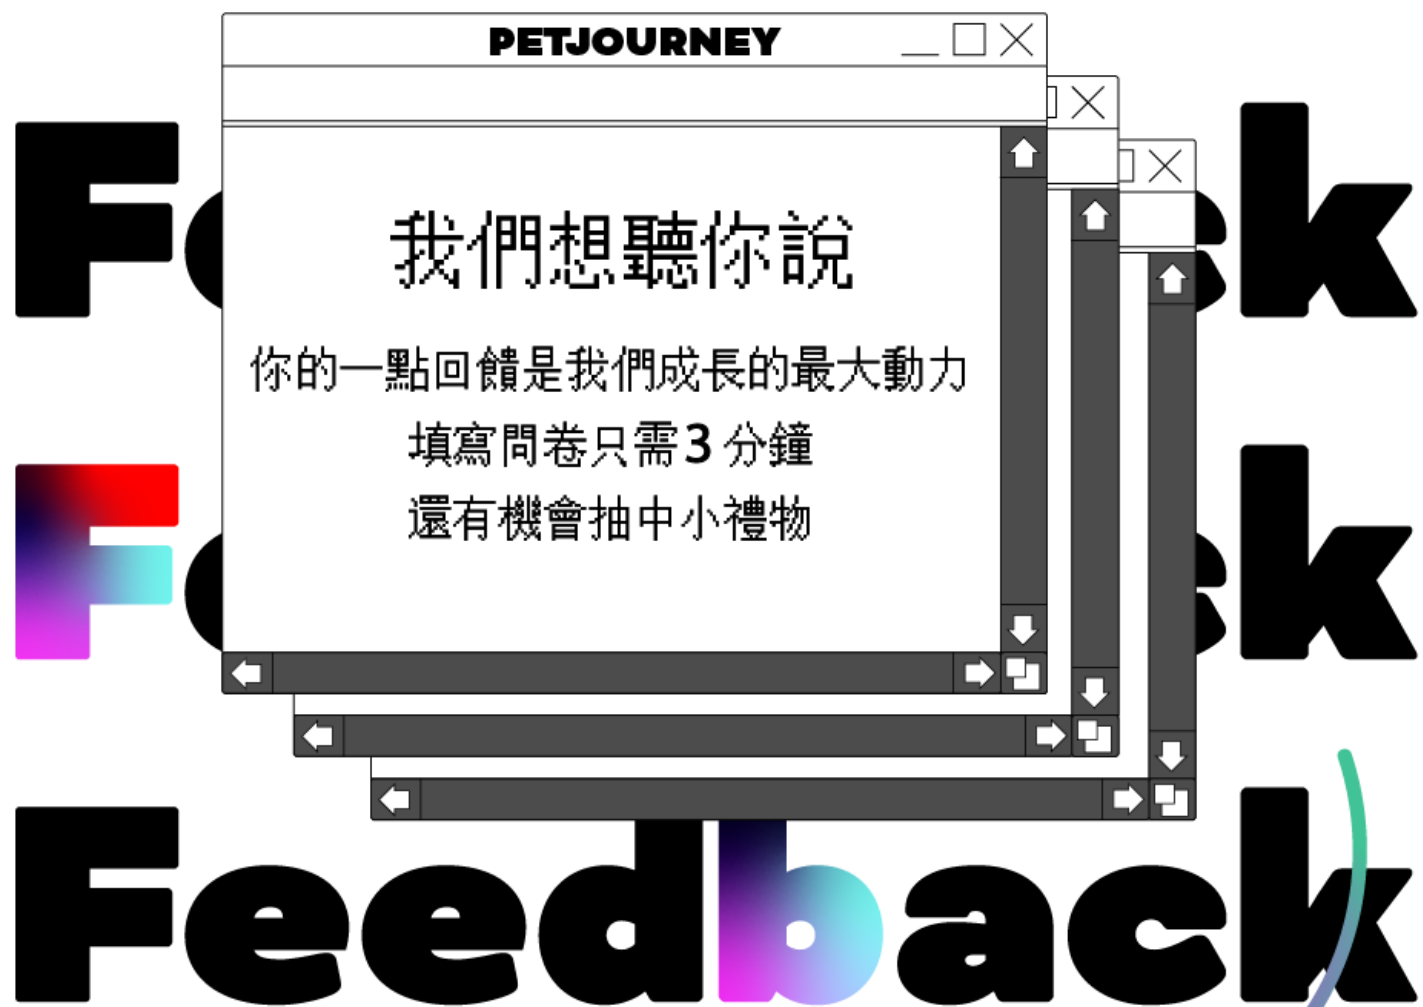 PETJOURNEY
我們想聽你說
你的一點回饋是我們成長的最大動力
填寫問卷只需3 分鐘
還有機會抽中小禮物
Feedback